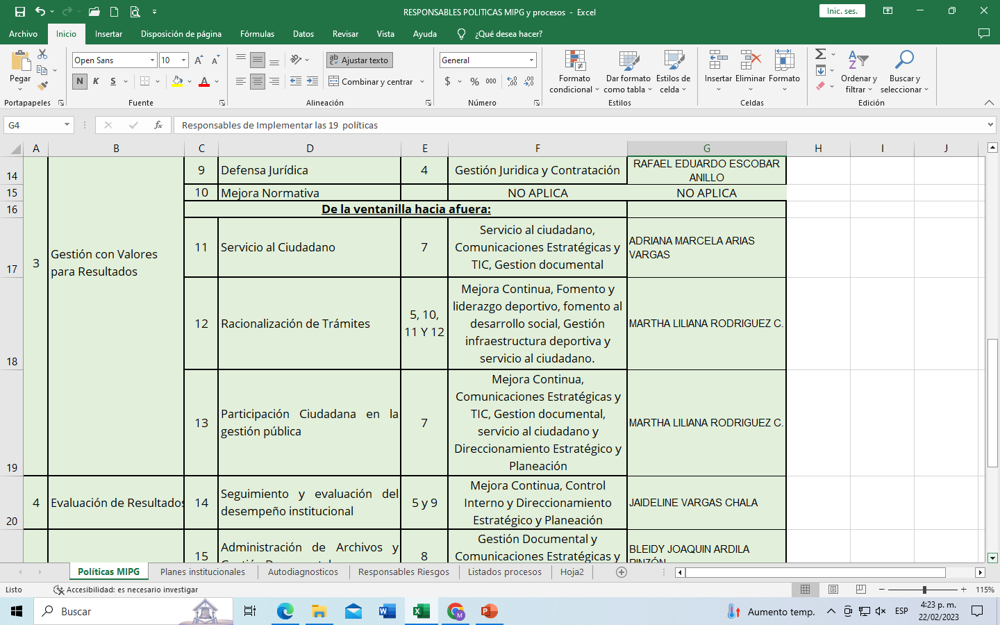 RESPONSABLES POLITICAS MIPG y procesos - Excel
Inic. ses.
Archivo Inicio Insertar Disposición de página Fórmulas Datos Revisar Vista Ayuda ¿Qué desea hacer?
Pegar
Portapapeles
Open Sans 10
N K S
Fuente
Ajustar texto
Combinar y centrar
Alineación
General
$ % 000
Número
Formato condicional
Dar formato como tabla
Estilos de celda
Estilos
Insertar Eliminar Formato
Celdas
Ordenar y filtrar
Buscar y seleccionar
Edición
G4 fx Responsables de Implementar las 19 políticas
A B C D E F G H I J
14
9 Defensa Jurídica 4 Gestión Juridica y Contratación
RAFAEL EDUARDO ESCOBAR
ANILLO
15
10 Mejora Normativa NO APLICA NO APLICA
16
De la ventanilla hacia afuera:
3
Gestión con Valores
para Resultados
17
11 Servicio al Ciudadano 7
Servicio al ciudadano,
Comunicaciones Estratégicas y
TIC, Gestion documental
ADRIANA MARCELA ARIAS
VARGAS
18
12 Racionalización de Trámites
5, 10,
11 Y 12
Mejora Continua, Fomento y
liderazgo deportivo, fomento al
desarrollo social, Gestión
infraestructura deportiva y
servicio al ciudadano.
MARTHA LILIANA RODRIGUEZ C.
19
13
Participación Ciudadana en la
gestión pública
7
Mejora Continua,
Comunicaciones Estratégicas y
TIC, Gestion documental,
servicio al ciudadano y
Direccionamiento Estratégico y
Planeación
MARTHA LILIANA RODRIGUEZ C.
20
4 Evaluación de Resultados 14
Seguimiento y evaluación del
desempeño institucional
5 y 9
Mejora Continua, Control
Interno y Direccionamiento
Estratégico y Planeación
JAIDELINE VARGAS CHALA
15
Administración de Archivos y
8
Gestión Documental y
Comunicaciones Estratégicas y
BLEIDY JOAQUIN ARDILA
PINZÓN
Políticas MIPG Planes institucionales Autodiagnosticos Responsables Riesgos Listados procesos Hoja2
Listo Accesibilidad: es necesario investigar 115%
Buscar
Aumento temp. ESP
4:23 p. m.
22/02/2023